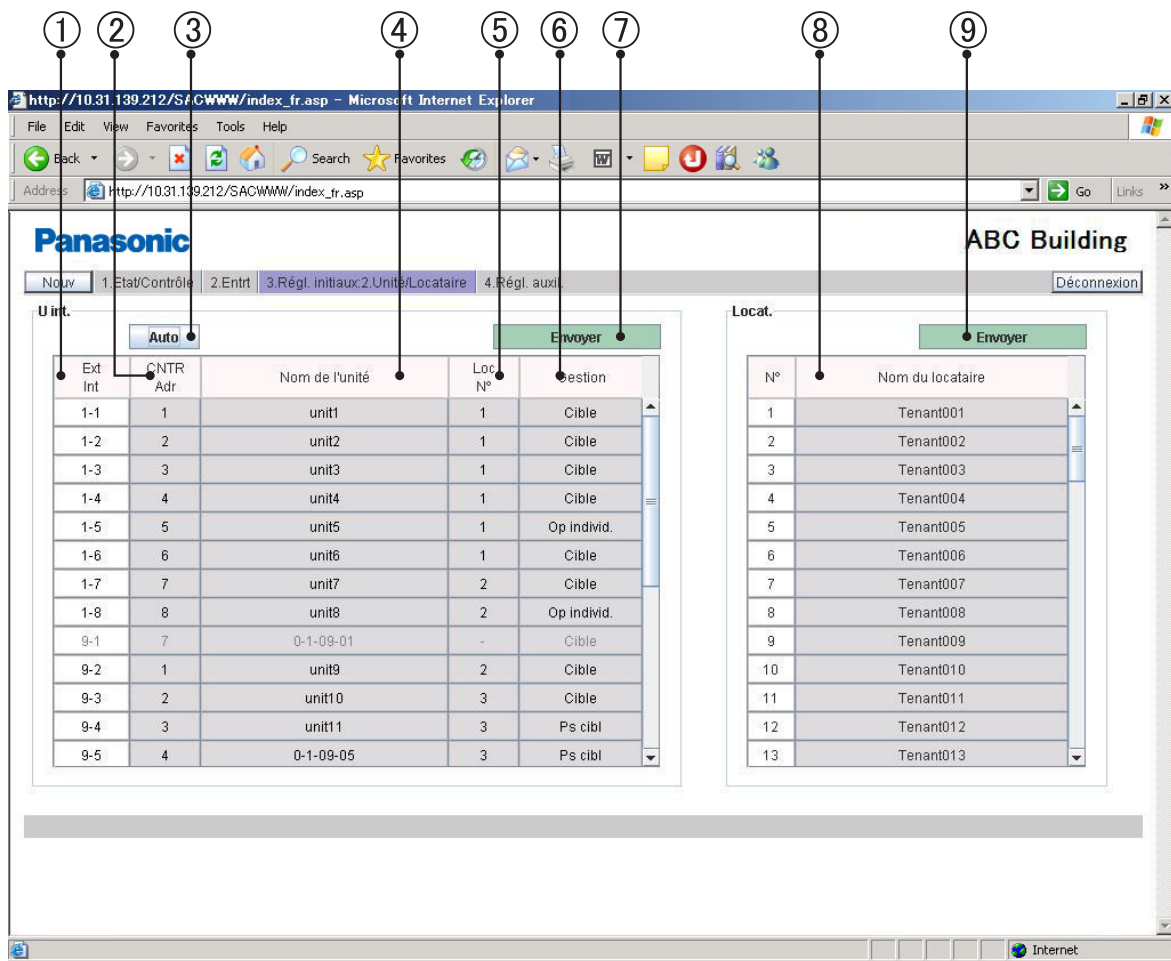 ① ② ③ ④ ⑤ ⑥ ⑦ ⑧ ⑨
http://10.31.139.212/SACWWW/index_fr.asp - Microsoft Internet Explorer
File Edit View Favorites Tools Help
Back Search Favorites
Address http://10.31.139.212/SACWWW/index_fr.asp Go Links »
Panasonic ABC Building
Nouv 1.Etat/Contrôle 2.Entrt 3.Régl. initiaux:2.Unité/Locataire 4.Régl. auxil. Déconnexion
U int. Locat.
Auto Envoyer Envoyer
Ext Int CNTR Adr Nom de l'unité Loc N° Gestion N° Nom du locataire
1-1 1 unit1 1 Cible 1 Tenant001
1-2 2 unit2 1 Cible 2 Tenant002
1-3 3 unit3 1 Cible 3 Tenant003
1-4 4 unit4 1 Cible 4 Tenant004
1-5 5 unit5 1 Op individ. 5 Tenant005
1-6 6 unit6 1 Cible 6 Tenant006
1-7 7 unit7 2 Cible 7 Tenant007
1-8 8 unit8 2 Op individ. 8 Tenant008
9-1 7 0-1-09-01 - Cible 9 Tenant009
9-2 1 unit9 2 Cible 10 Tenant010
9-3 2 unit10 3 Cible 11 Tenant011
9-4 3 unit11 3 Ps cibl 12 Tenant012
9-5 4 0-1-09-05 3 Ps cibl 13 Tenant013
Internet